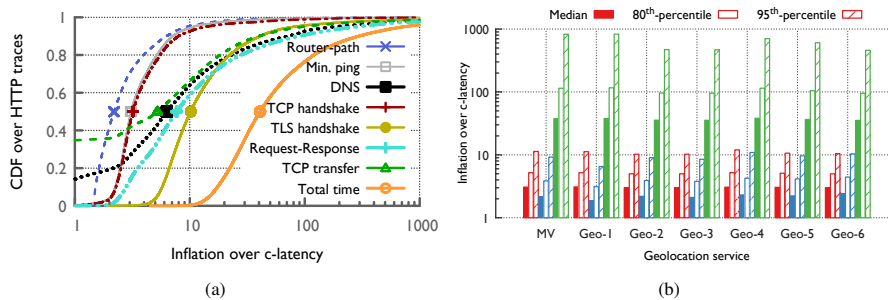 CDF over HTTP traces
1
0.8
0.6
0.4
0.2
0
1
10
100
1000
Inflation over c-latency
Router-path
Min. ping
DNS
TCP handshake
TLS handshake
Request-Response
TCP transfer
Total time
(a)
Median 80th-percentile 95th-percentile
Inflation over c-latency
1000
100
10
1
MV Geo-1 Geo-2 Geo-3 Geo-4 Geo-5 Geo-6
Geolocation service
(b)